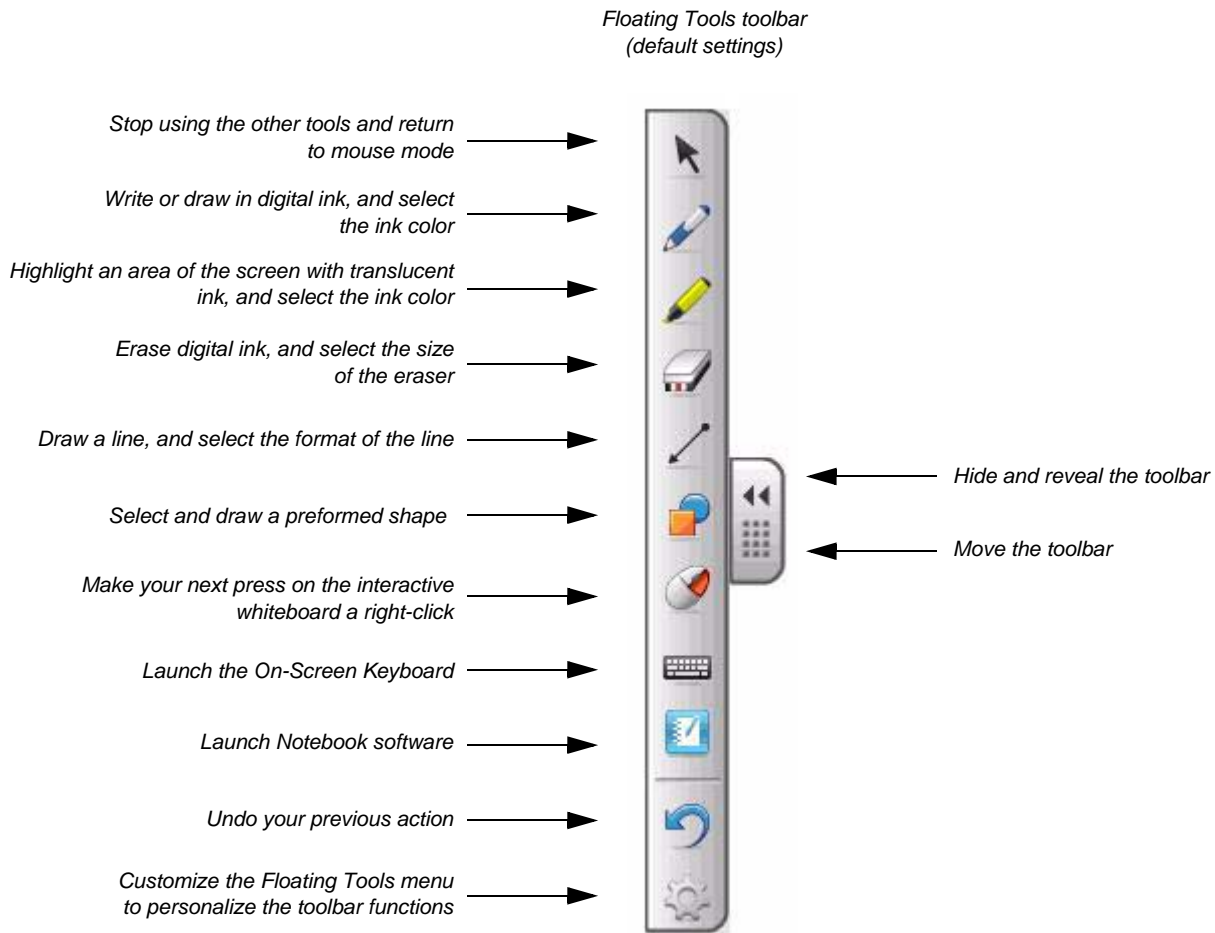 Floating Tools toolbar
(default settings)
Stop using the other tools and return
to mouse mode
Write or draw in digital ink, and select
the ink color
Highlight an area of the screen with translucent
ink, and select the ink color
Erase digital ink, and select the size
of the eraser
Draw a line, and select the format of the line
Select and draw a preformed shape
Make your next press on the interactive
whiteboard a right-click
Launch the On-Screen Keyboard
Launch Notebook software
Undo your previous action
Customize the Floating Tools menu
to personalize the toolbar functions
Hide and reveal the toolbar
Move the toolbar